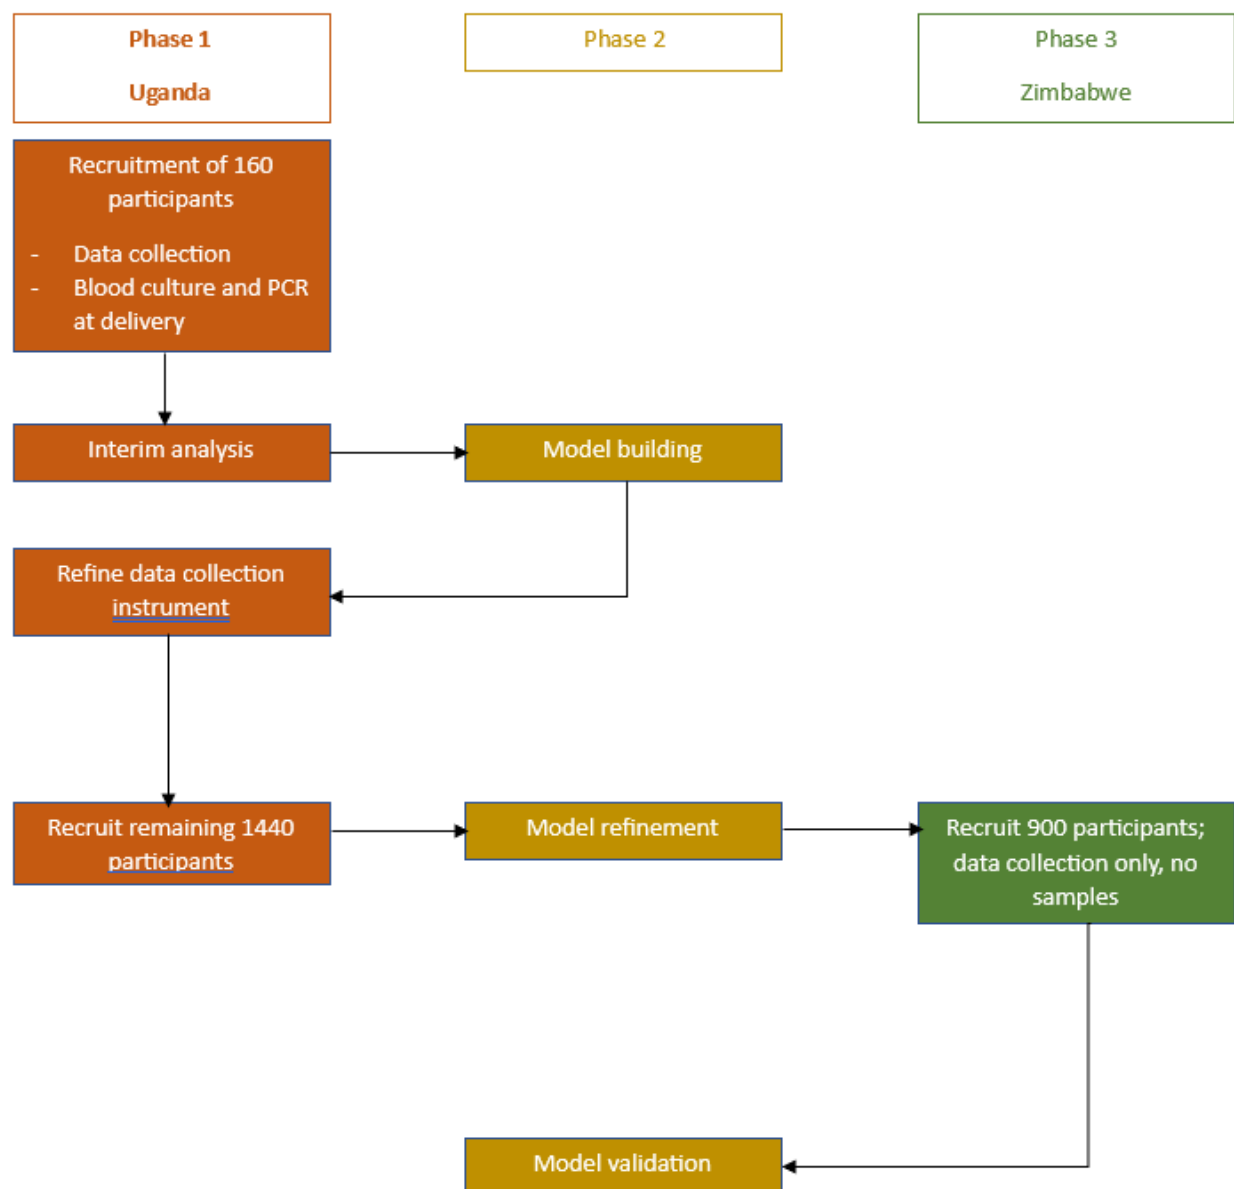 Phase 1
Uganda
Phase 2
Phase 3
Zimbabwe
Recruitment of 160
participants
- Data collection
- Blood culture and PCR
at delivery
Interim analysis
Model building
Refine data collection
instrument
Recruit remaining 1440
participants
Model refinement
Recruit 900 participants;
data collection only, no
samples
Model validation